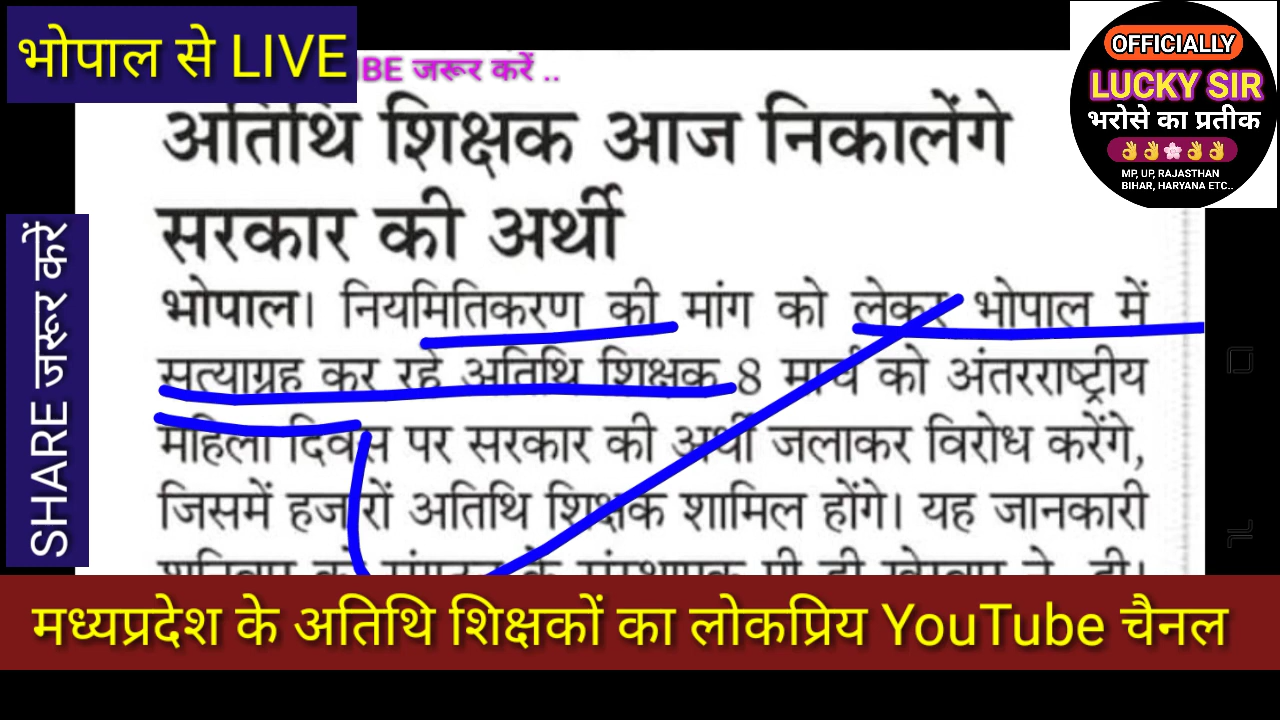 भोपाल से LIVE
BE जरूर करें ..
OFFICIALLY
LUCKY SIR
भरोसे का प्रतीक
MP, UP, RAJASTHAN
BIHAR, HARYANA ETC..
SHARE जरूर करें
अतिथि शिक्षक आज निकालेंगे
सरकार की अर्थी
भोपाल। नियमितिकरण की मांग को लेकर भोपाल में
सत्याग्रह कर रहे अतिथि शिक्षक 8 मार्च को अंतरराष्ट्रीय
महिला दिवस पर सरकार की अर्थी जलाकर विरोध करेंगे,
जिसमें हजारों अतिथि शिक्षक शामिल होंगे। यह जानकारी
मध्यप्रदेश के अतिथि शिक्षकों का लोकप्रिय YouTube चैनल